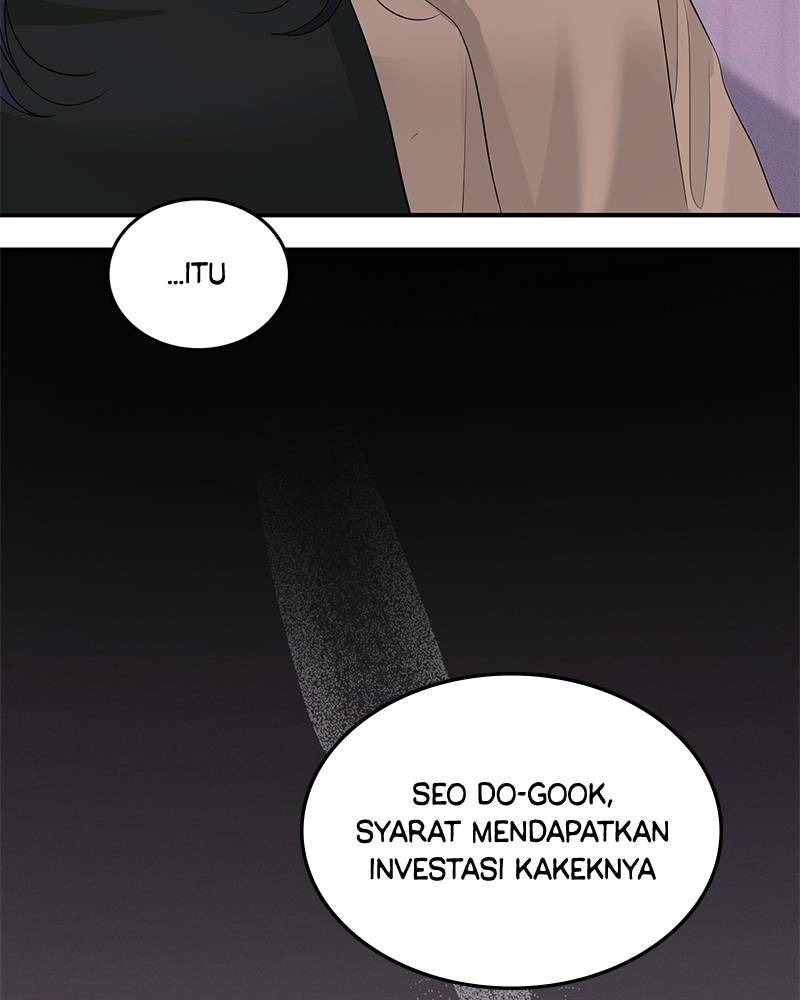 ...ITU
SEO DO-GOOK,
SYARAT MENDAPATKAN
INVESTASI KAKEKNYA